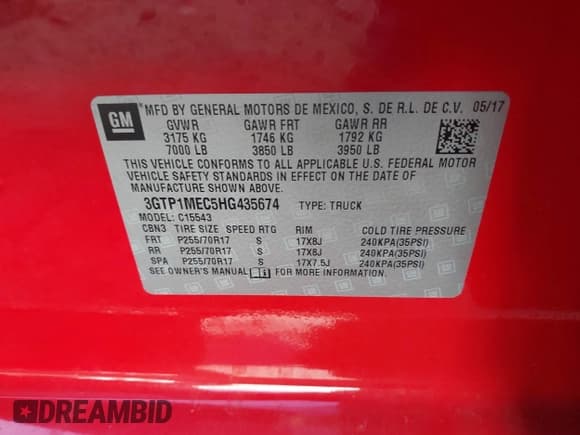 GM
MFD BY GENERAL MOTORS DE MEXICO, S. DE R.L. DE C.V. 05/17
GVWR GAWR FRT GAWR RR
3175 KG 1746 KG 1792 KG
7000 LB 3850 LB 3950 LB
THIS VEHICLE CONFORMS TO ALL APPLICABLE U.S. FEDERAL MOTOR
VEHICLE SAFETY STANDARDS IN EFFECT ON THE DATE OF
MANUFACTURE SHOWN ABOVE.
3GTP1MEC5HG435674 TYPE: TRUCK
MODEL: C15543
CBN3 TIRE SIZE SPEED RTG RIM COLD TIRE PRESSURE
FRT P255/70R17 S 17X8J 240KPA(35PSI)
RR P255/70R17 S 17X8J 240KPA(35PSI)
SPA P255/70R17 S 17X7.5J 240KPA(35PSI)
SEE OWNER'S MANUAL FOR MORE INFORMATION.
DREAMBID